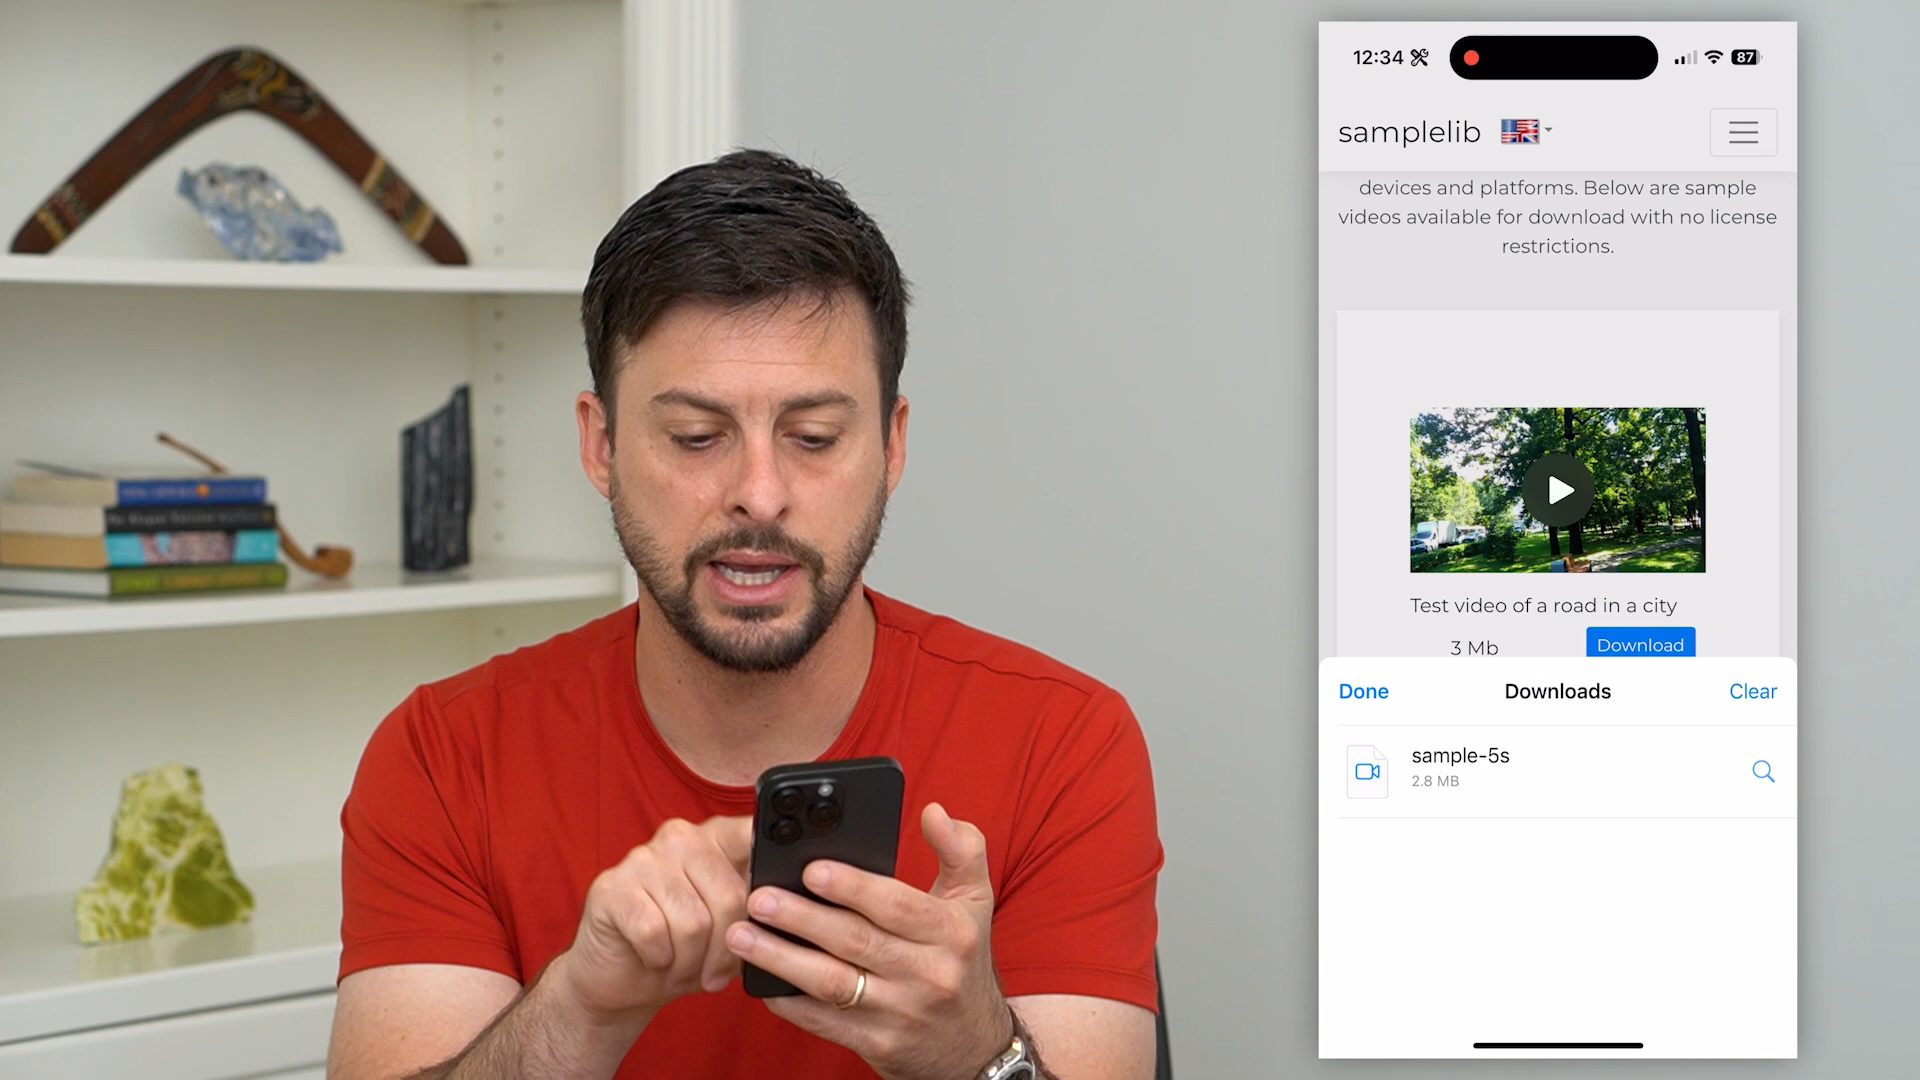 12:34
87
samplelib
devices and platforms. Below are sample
videos available for download with no license
restrictions.
Test video of a road in a city
3 Mb
Download
Done
Downloads
Clear
sample-5s
2.8 MB